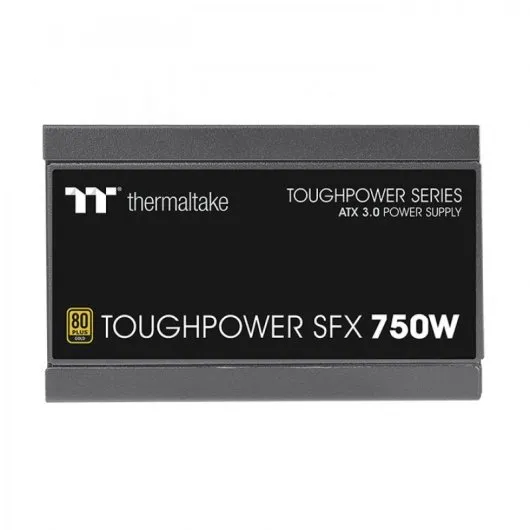 thermaltake
TOUGHPOWER SERIES
ATX 3.0 POWER SUPPLY
80
PLUS
GOLD
TOUGHPOWER SFX 750W